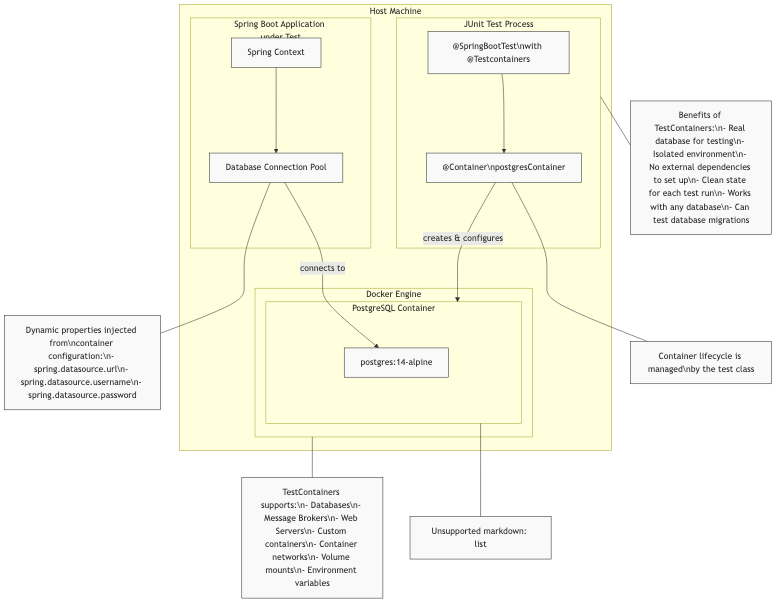 Host Machine
Spring Boot Application
under Test
Spring Context
Database Connection Pool
JUnit Test Process
@SpringBootTest\nwith
@Testcontainers
@Container\npostgresContainer
creates & configures
connects to
Docker Engine
PostgreSQL Container
postgres:14-alpine
Benefits of
TestContainers:\n- Real
database for testing\n-
Isolated environment\n-
No external dependencies
to set up\n- Clean state
for each test run\n- Works
with any database\n- Can
test database migrations
Dynamic properties injected
from\ncontainer
configuration:\n-
spring.datasource.url\n-
spring.datasource.username\n-
spring.datasource.password
Container lifecycle is
managed\nby the test class
TestContainers
supports:\n- Databases\n-
Message Brokers\n- Web
Servers\n- Custom
containers\n- Container
networks\n- Volume
mounts\n- Environment
variables
Unsupported markdown:
list